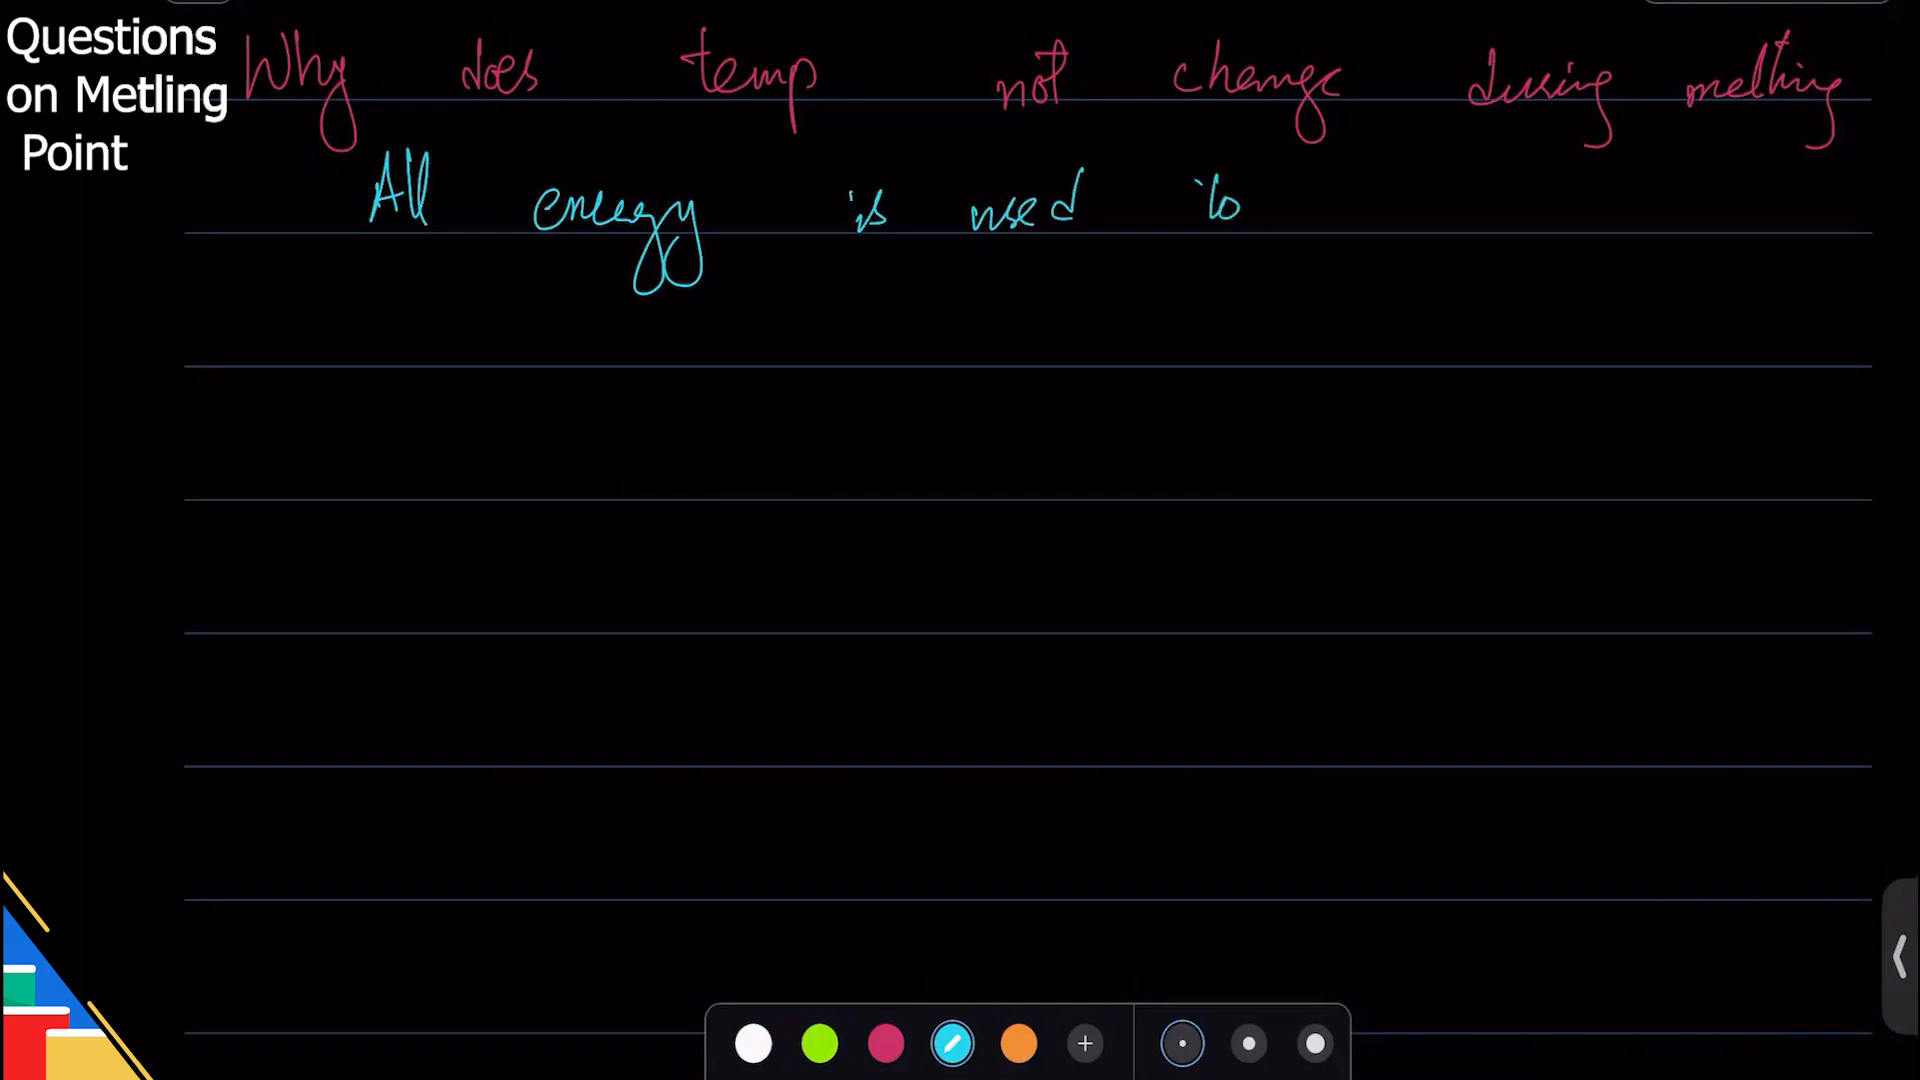 Questions
on Metling
Point
Why does temp not change during melting
All energy is used to